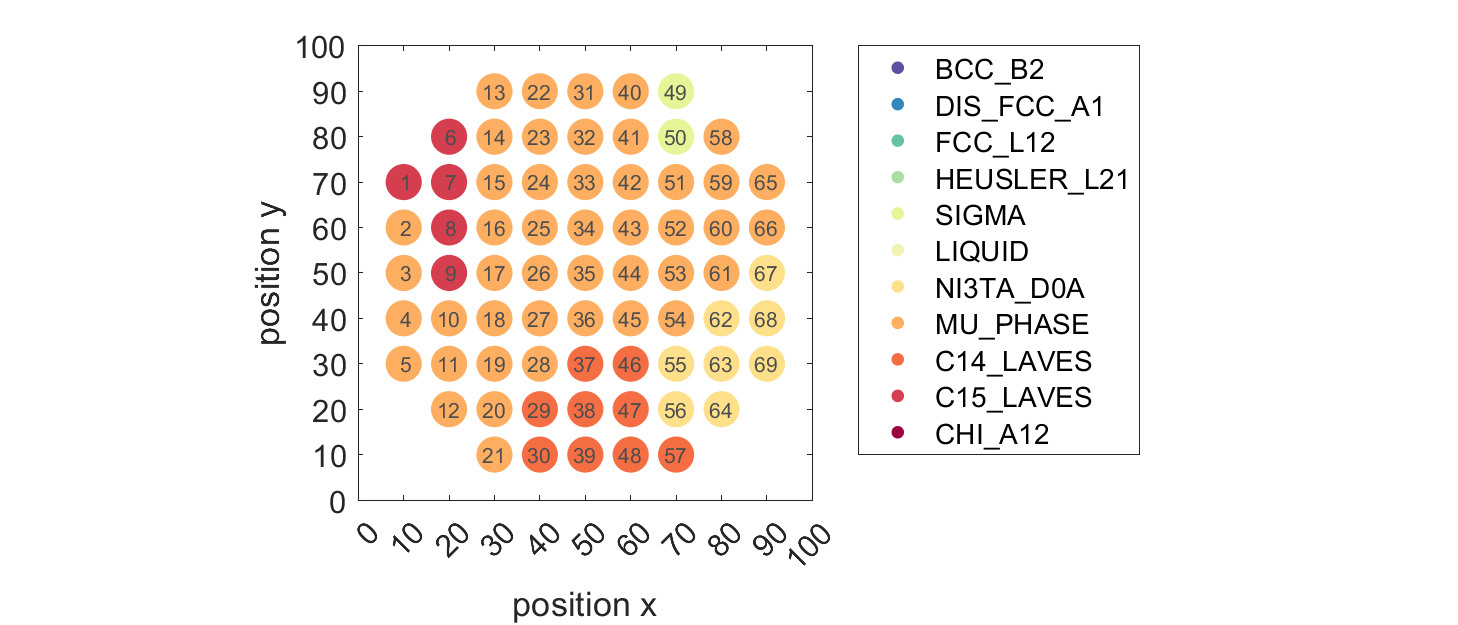 100
90
80
70
60
50
40
30
20
10
0
position y
13 22 31 40 49
6 14 23 32 41 50 58
1 7 15 24 33 42 51 59 65
2 8 16 25 34 43 52 60 66
3 9 17 26 35 44 53 61 67
4 10 18 27 36 45 54 62 68
5 11 19 28 37 46 55 63 69
12 20 29 38 47 56 64
21 30 39 48 57
0 10 20 30 40 50 60 70 80 90 100
position x
BCC_B2
DIS_FCC_A1
FCC_L12
HEUSLER_L21
SIGMA
LIQUID
NI3TA_D0A
MU_PHASE
C14_LAVES
C15_LAVES
CHI_A12